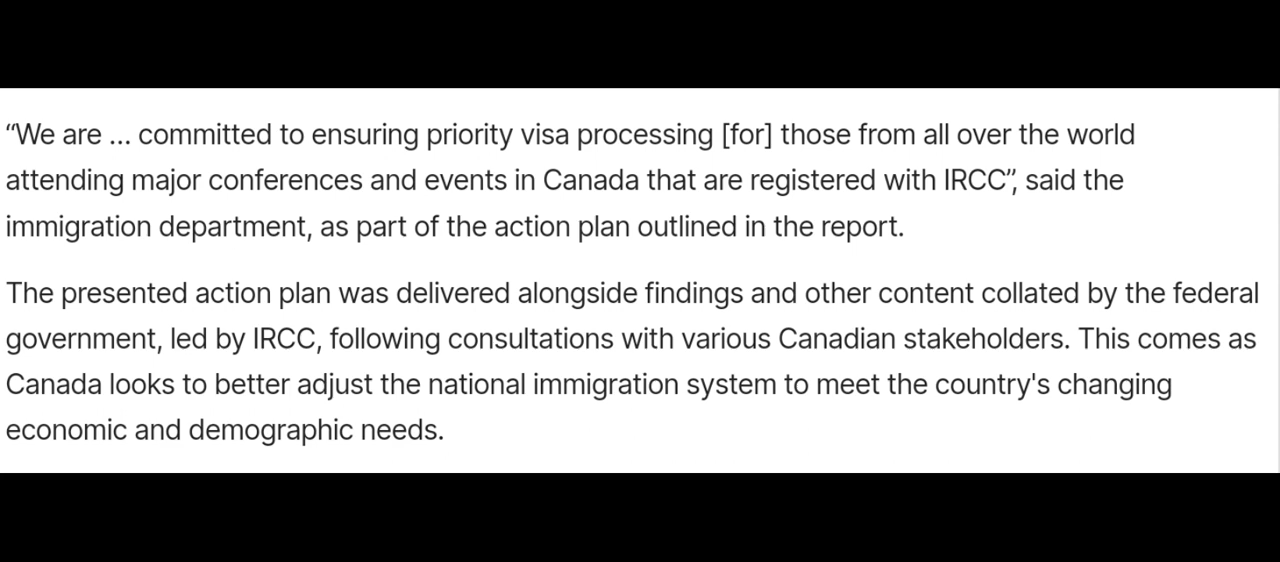 “We are ... committed to ensuring priority visa processing [for] those from all over the world
attending major conferences and events in Canada that are registered with IRCC”, said the
immigration department, as part of the action plan outlined in the report.
The presented action plan was delivered alongside findings and other content collated by the federal
government, led by IRCC, following consultations with various Canadian stakeholders. This comes as
Canada looks to better adjust the national immigration system to meet the country's changing
economic and demographic needs.